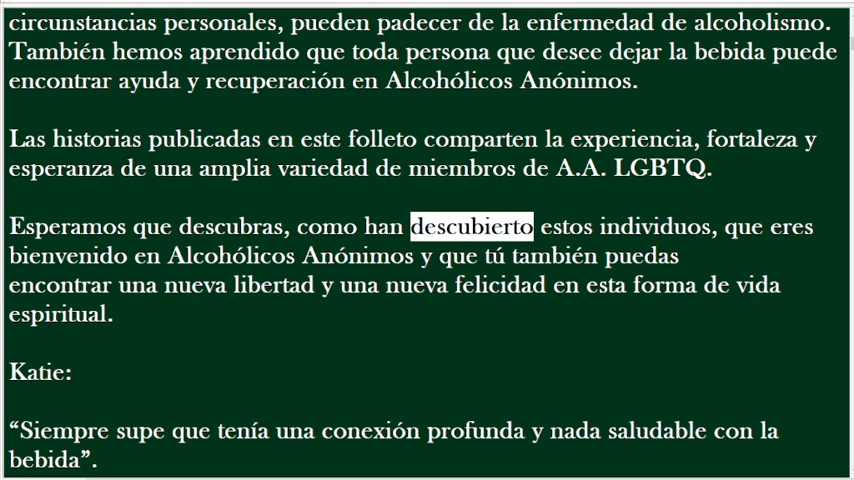 circunstancias personales, pueden padecer de la enfermedad de alcoholismo.
También hemos aprendido que toda persona que desee dejar la bebida puede
encontrar ayuda y recuperación en Alcohólicos Anónimos.
Las historias publicadas en este folleto comparten la experiencia, fortaleza y
esperanza de una amplia variedad de miembros de A.A. LGBTQ.
Esperamos que descubras, como han descubierto estos individuos, que eres
bienvenido en Alcohólicos Anónimos y que tú también puedas
encontrar una nueva libertad y una nueva felicidad en esta forma de vida
espiritual.
Katie:
“Siempre supe que tenía una conexión profunda y nada saludable con la
bebida”.